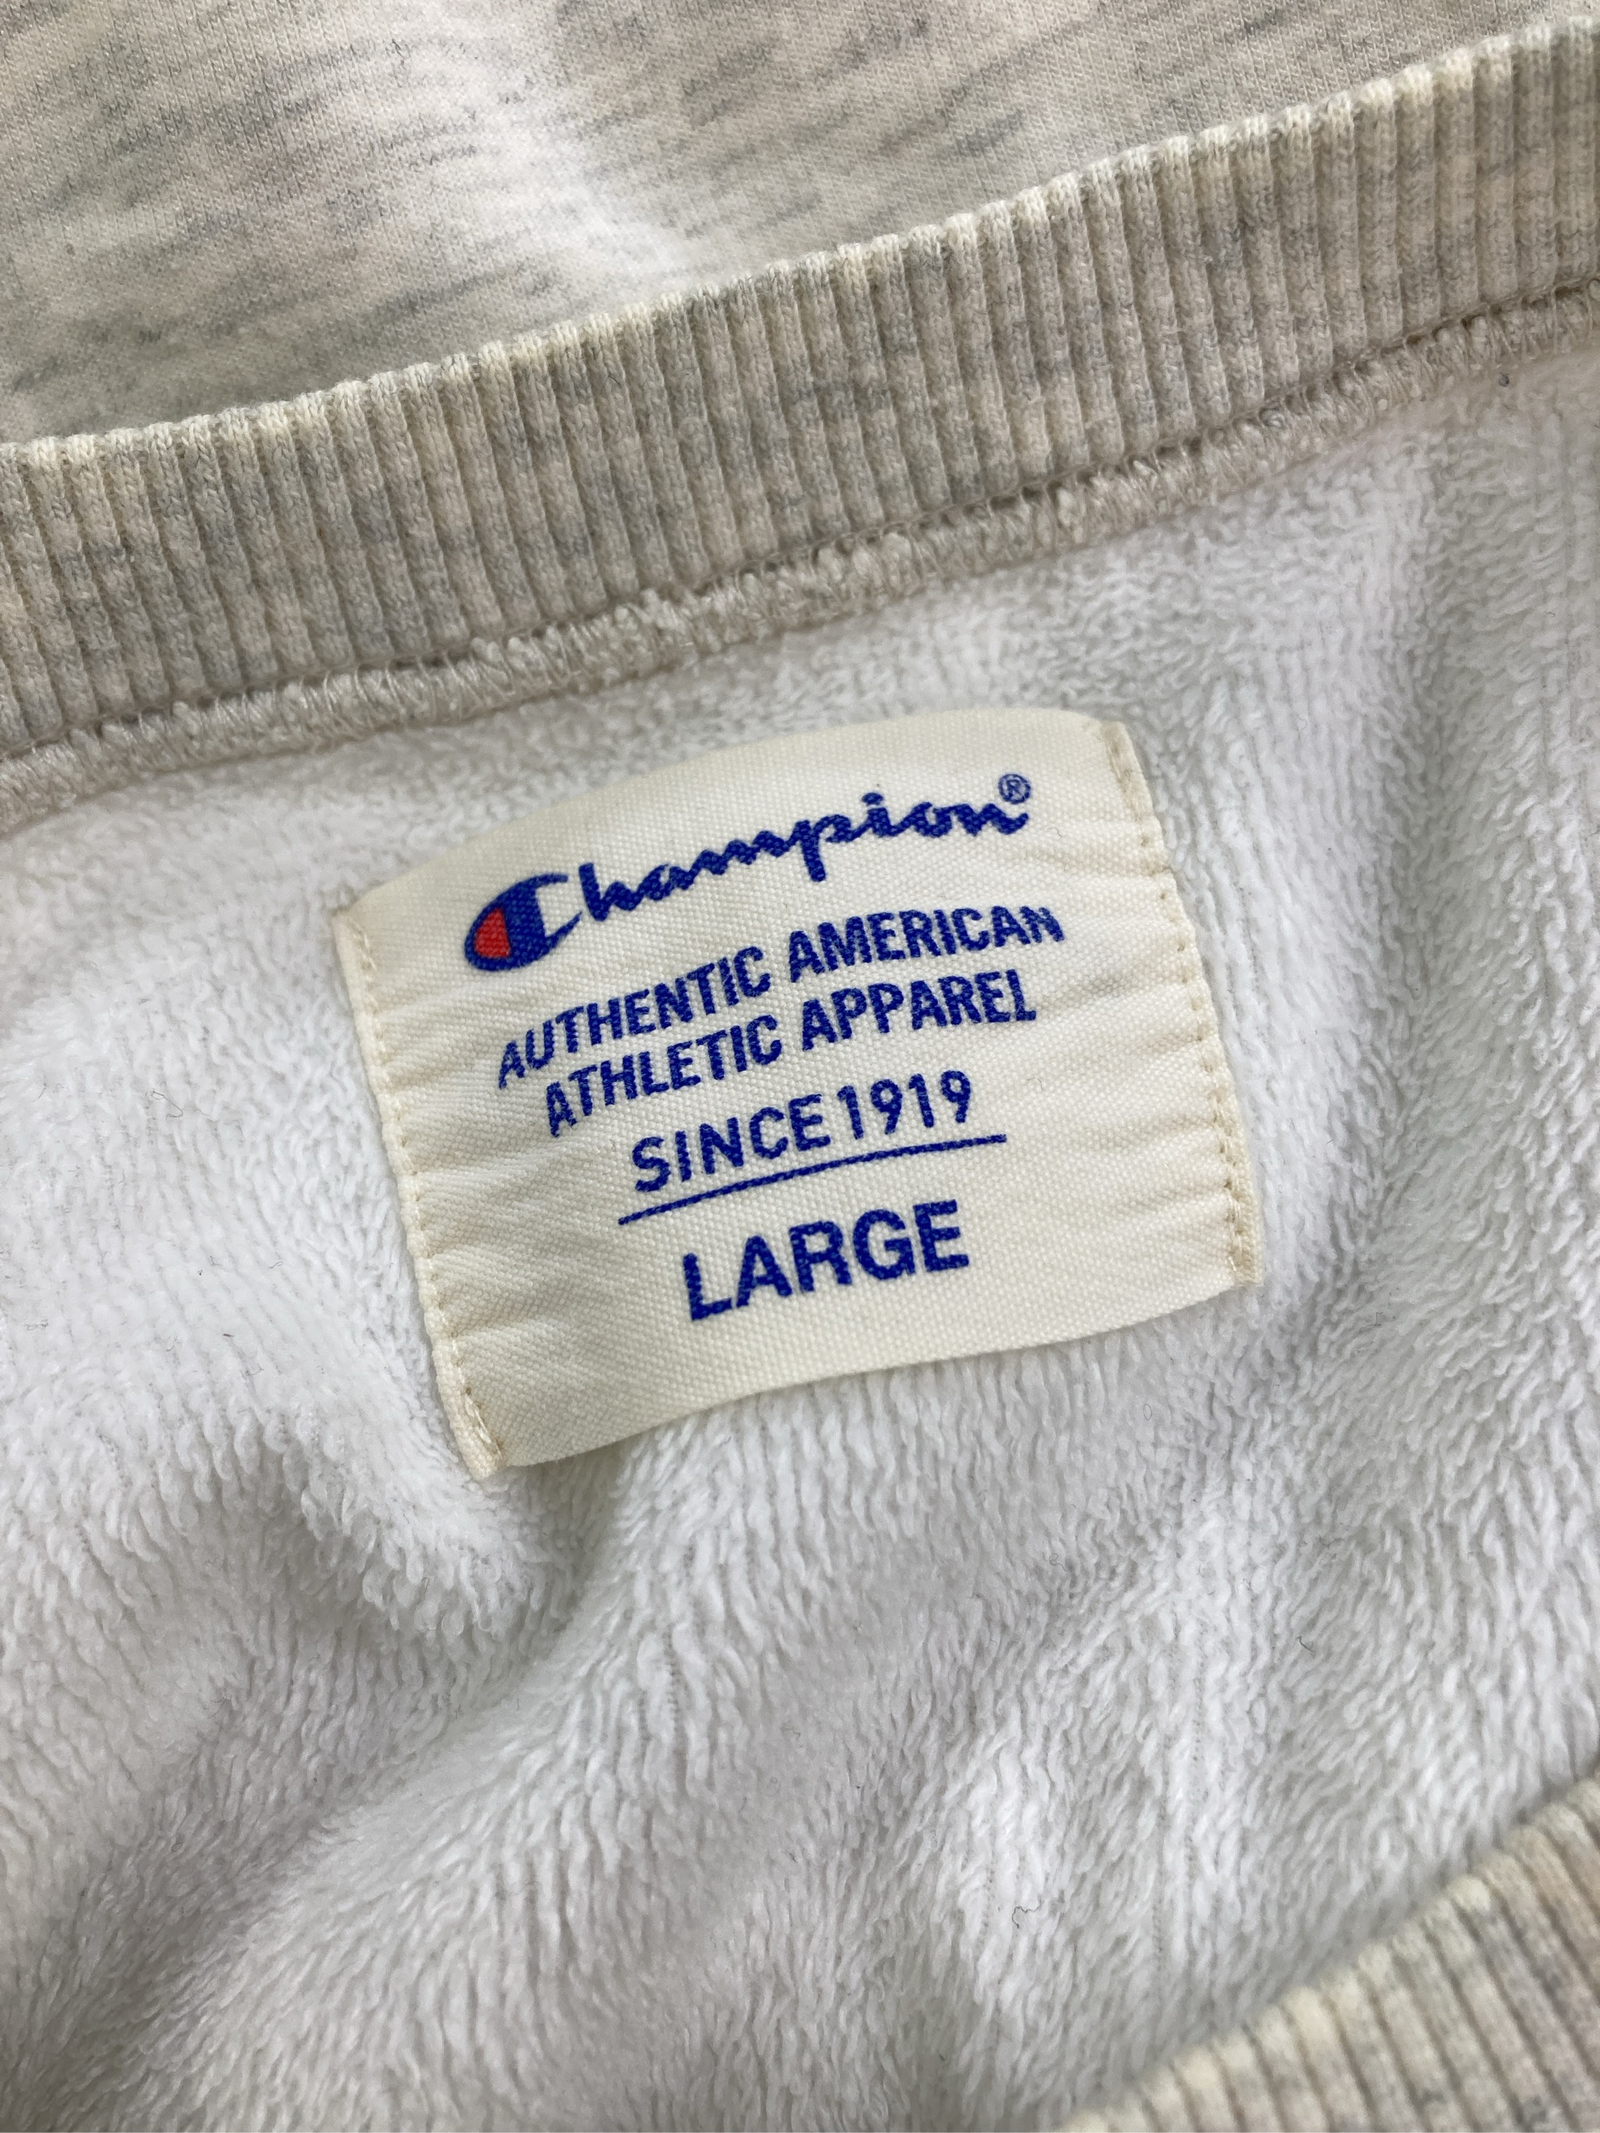 Champion®
AUTHENTIC AMERICAN
ATHLETIC APPAREL
SINCE 1919
LARGE